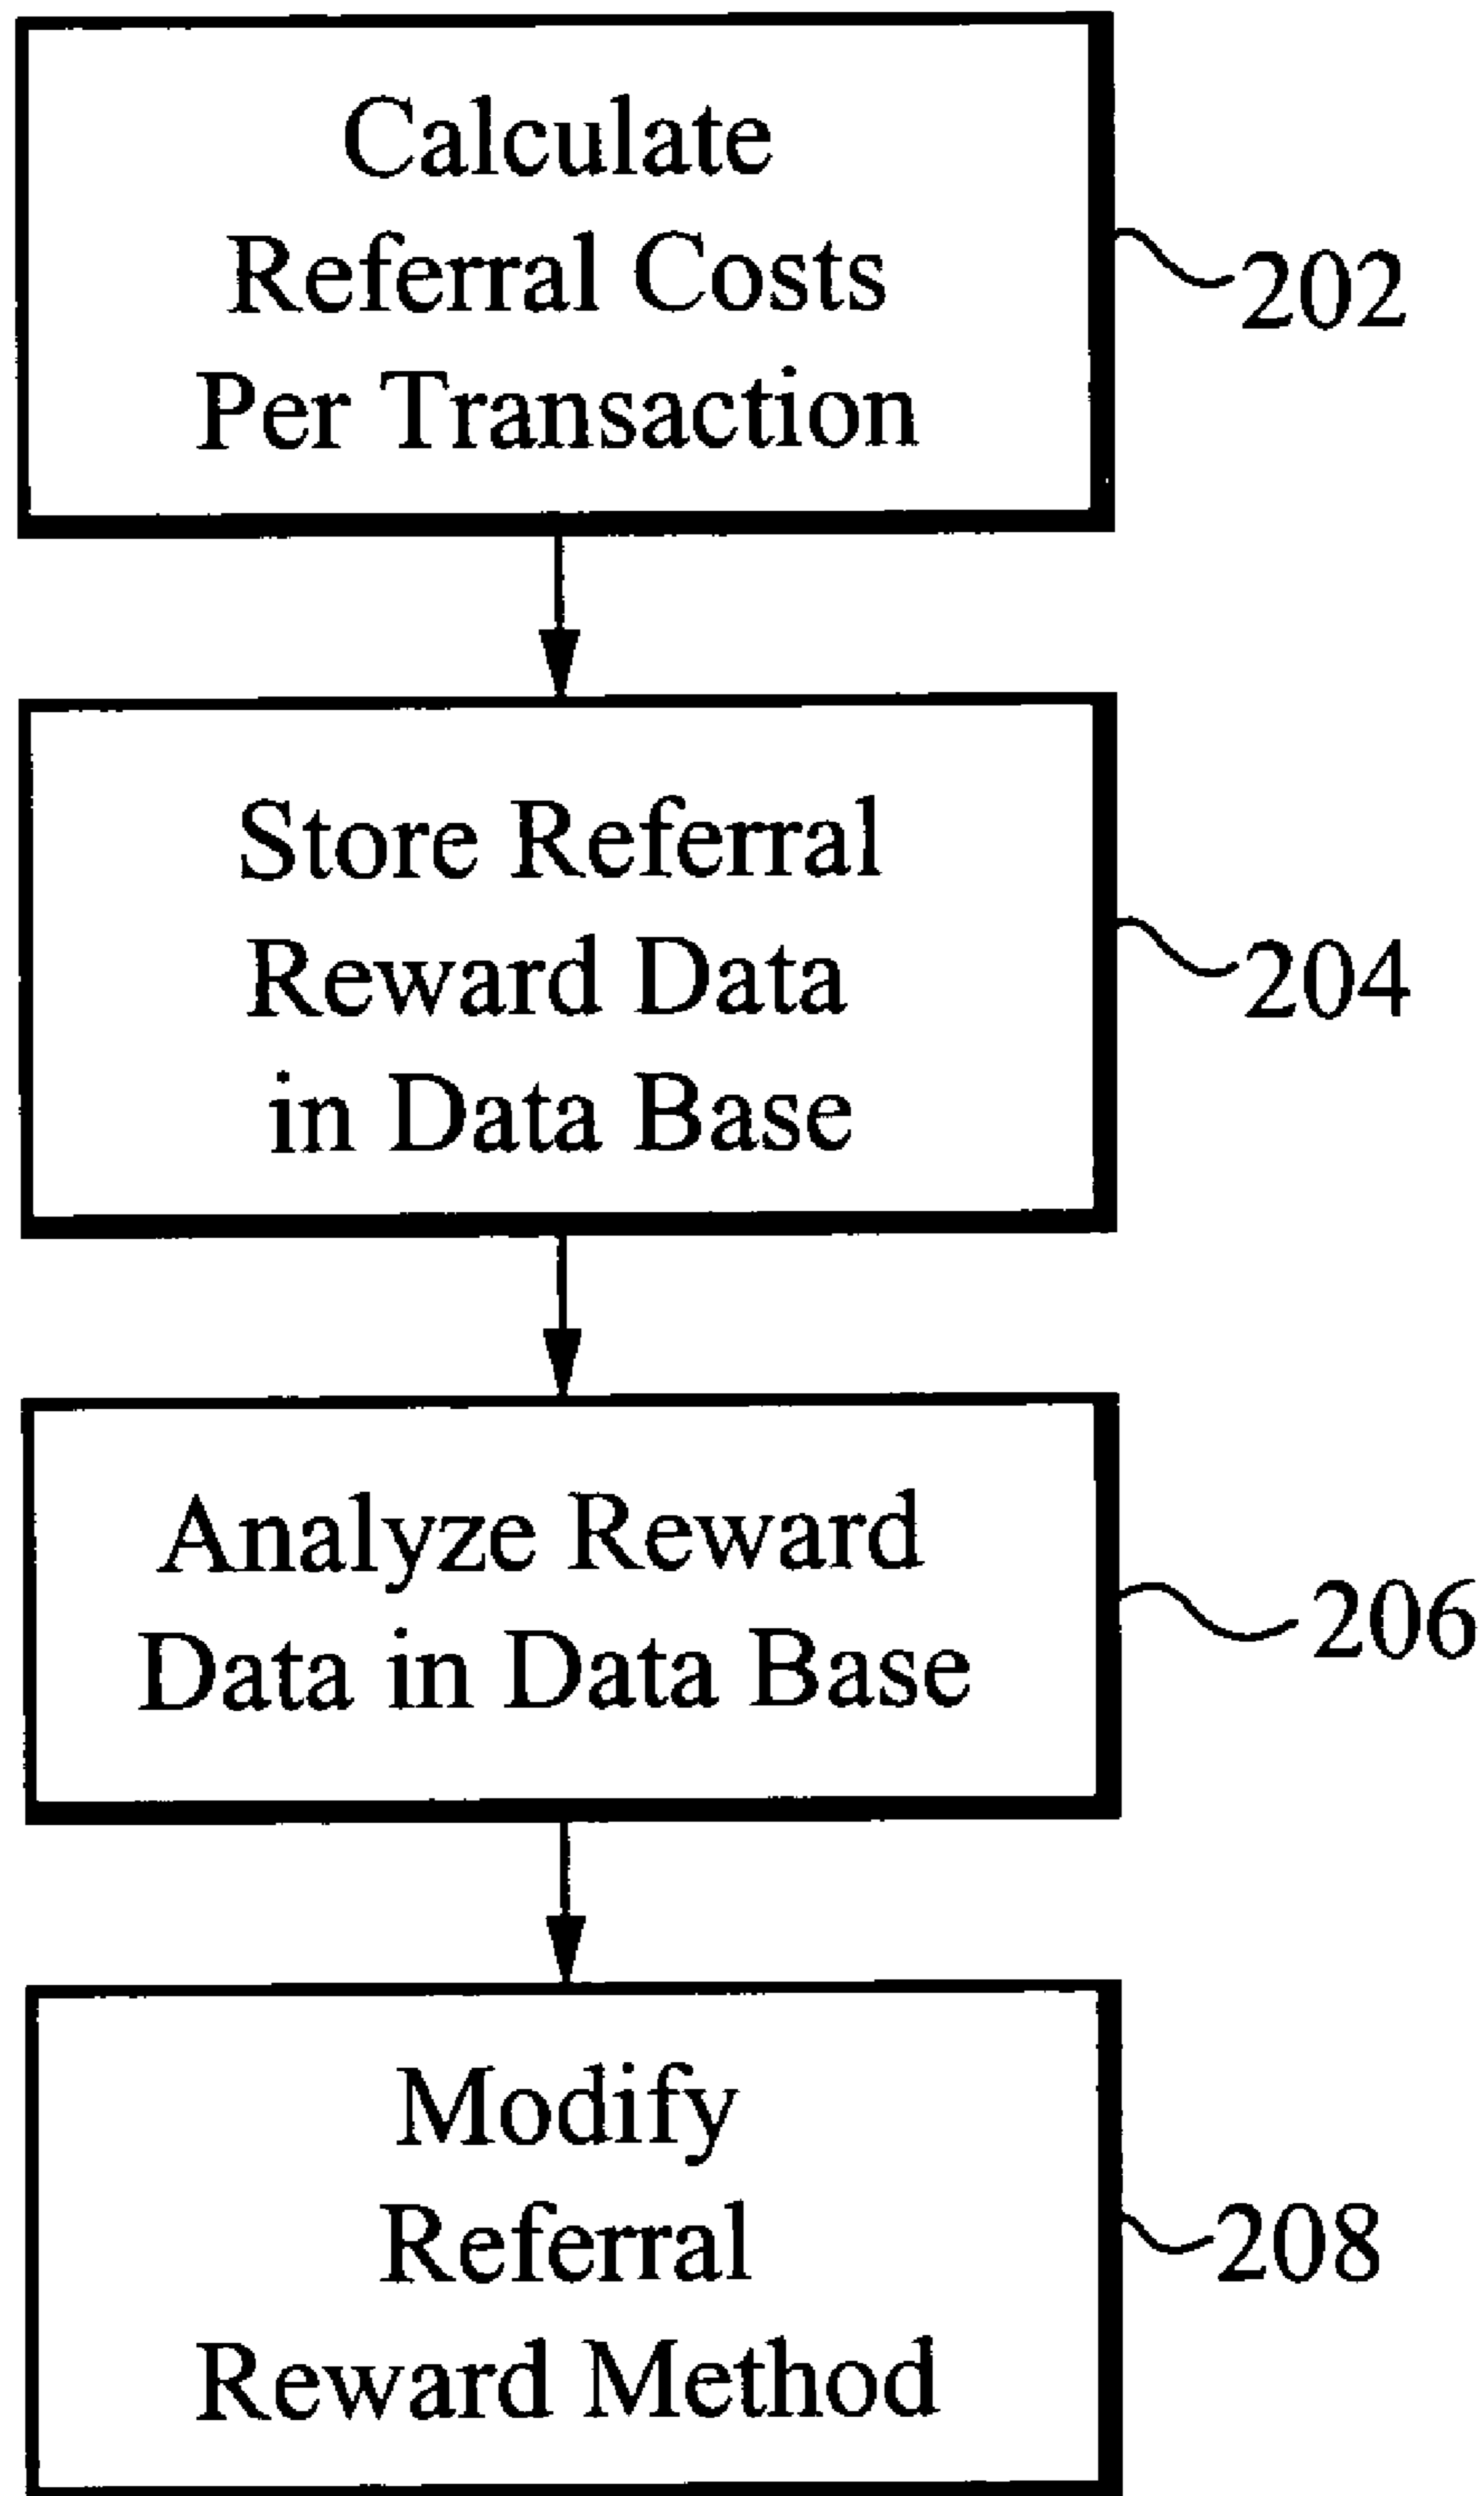 Calculate
Referral Costs
Per Transaction
202
Store Referral
Reward Data
in Data Base
204
Analyze Reward
Data in Data Base
206
Modify
Referral
Reward Method
208